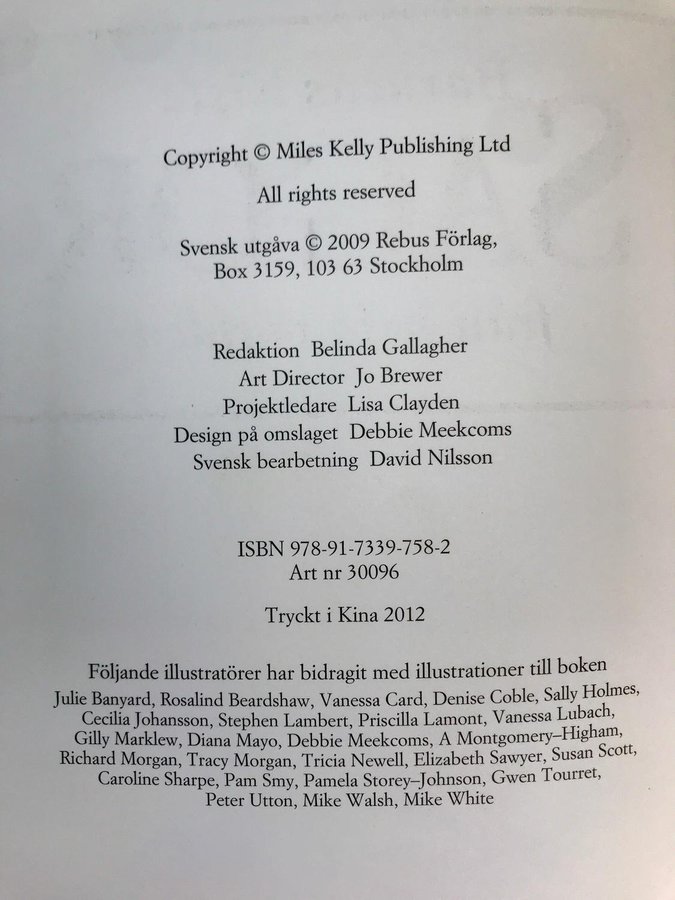 Copyright © Miles Kelly Publishing Ltd
All rights reserved
Svensk utgåva © 2009 Rebus Förlag,
Box 3159, 103 63 Stockholm
Redaktion Belinda Gallagher
Art Director Jo Brewer
Projektledare Lisa Clayden
Design på omslaget Debbie Meekcoms
Svensk bearbetning David Nilsson
ISBN 978-91-7339-758-2
Art nr 30096
Tryckt i Kina 2012
Följande illustratörer har bidragit med illustrationer till boken
Julie Banyard, Rosalind Beardshaw, Vanessa Card, Denise Coble, Sally Holmes,
Cecilia Johansson, Stephen Lambert, Priscilla Lamont, Vanessa Lubach,
Gilly Marklew, Diana Mayo, Debbie Meekcoms, A Montgomery–Higham,
Richard Morgan, Tracy Morgan, Tricia Newell, Elizabeth Sawyer, Susan Scott,
Caroline Sharpe, Pam Smy, Pamela Storey–Johnson, Gwen Tourret,
Peter Utton, Mike Walsh, Mike White